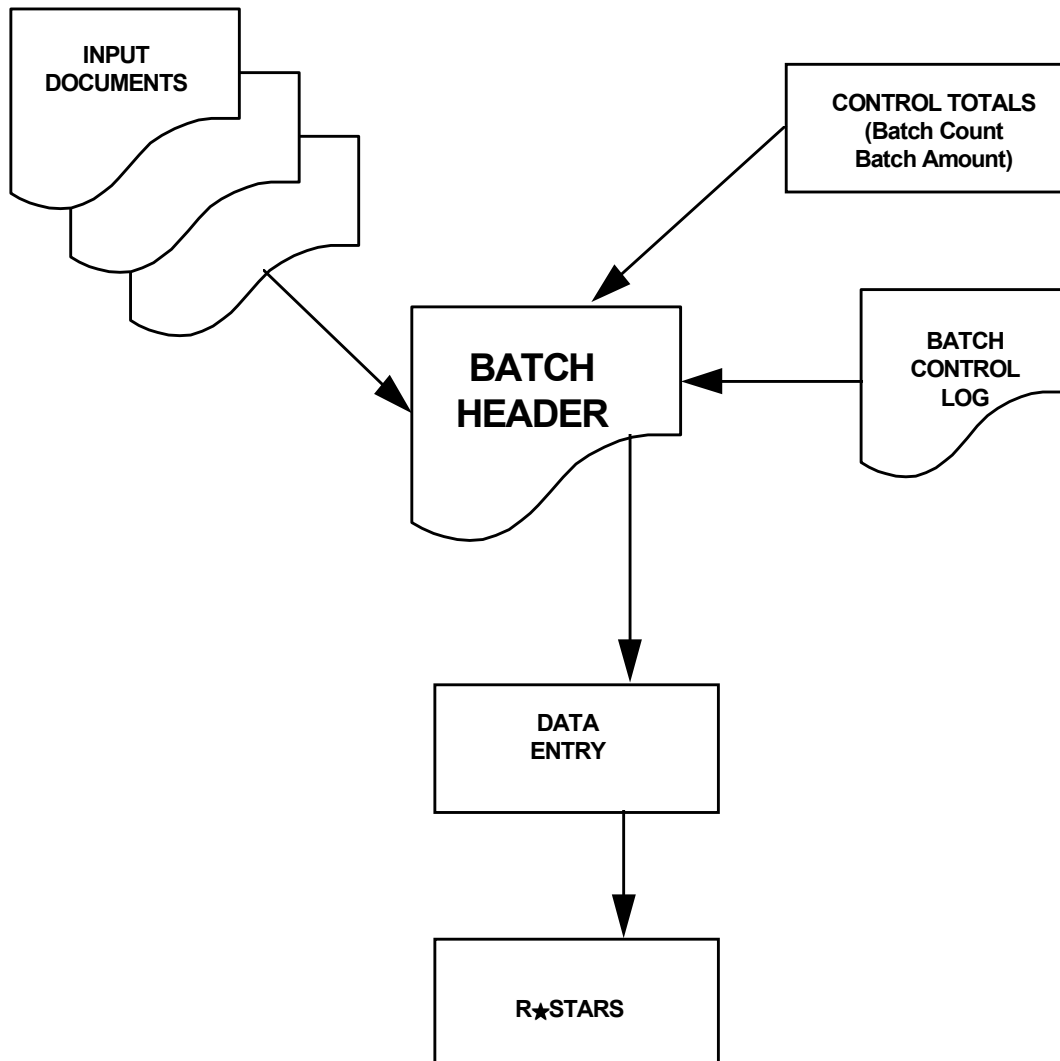 INPUT
DOCUMENTS
CONTROL TOTALS
(Batch Count
Batch Amount)
BATCH
HEADER
BATCH
CONTROL
LOG
DATA
ENTRY
R★STARS